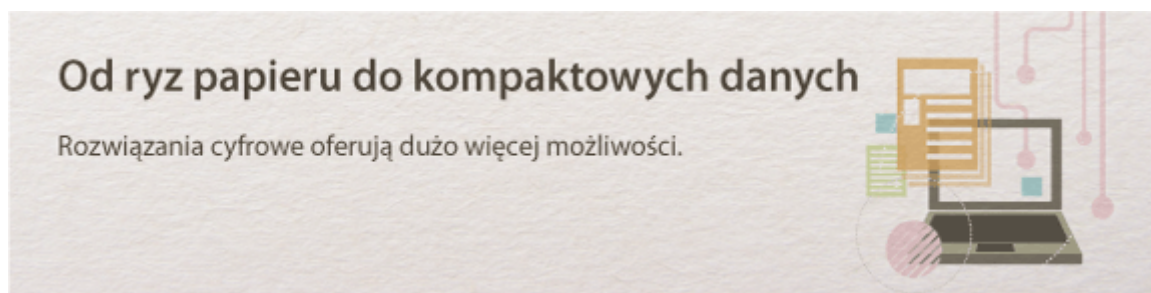 Od ryz papieru do kompaktowych danych
Rozwiązania cyfrowe oferują dużo więcej możliwości.